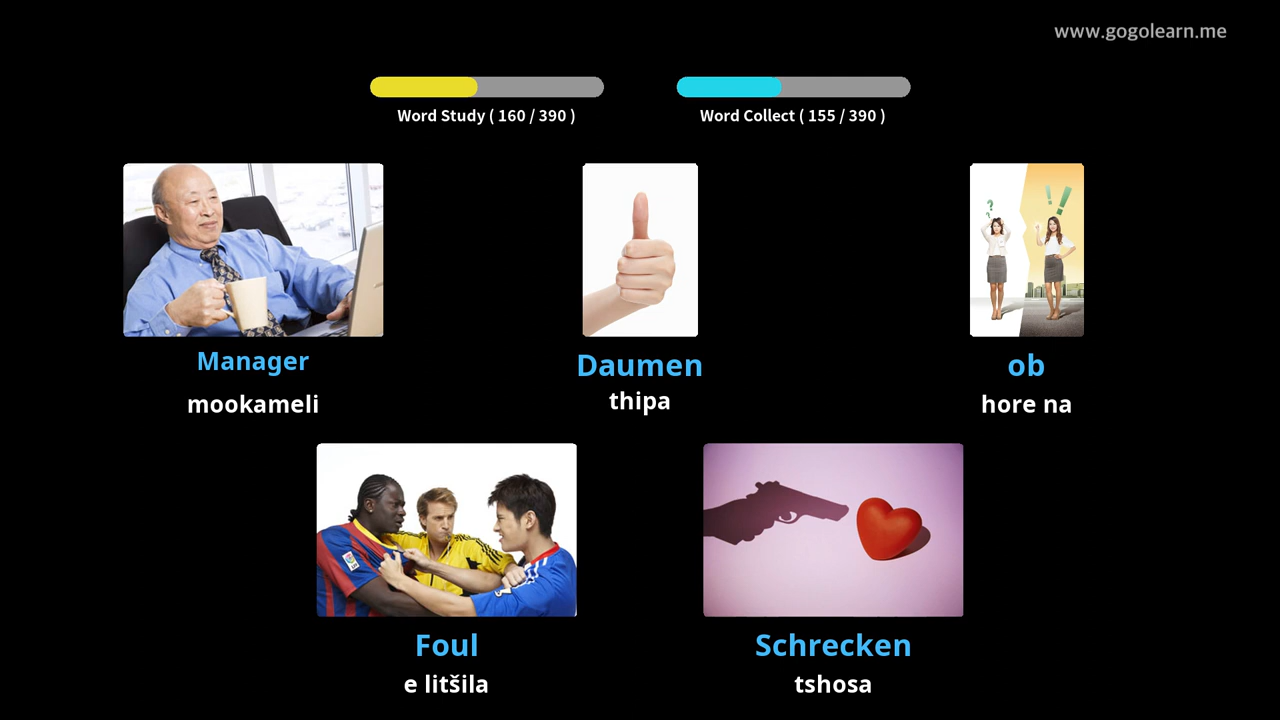 www.gogolearn.me
Word Study ( 160 / 390 )
Word Collect ( 155 / 390 )
Manager
mookameli
Daumen
thipa
ob
hore na
Foul
e litšila
Schrecken
tshosa